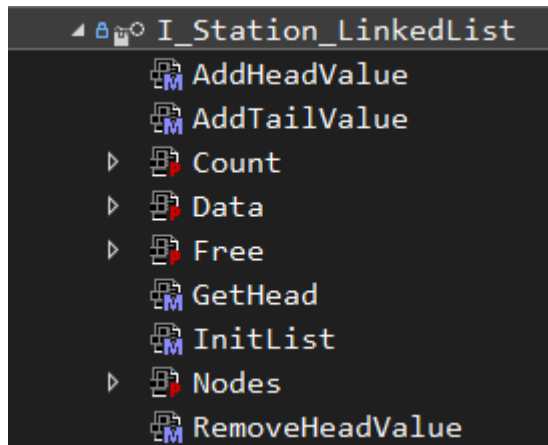 I_Station_LinkedList
AddHeadValue
AddTailValue
Count
Data
Free
GetHead
InitList
Nodes
RemoveHeadValue